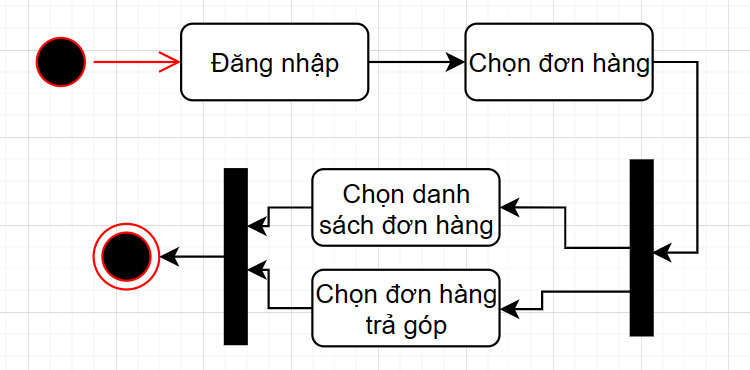 Đăng nhập
Chọn đơn hàng
Chọn danh
sách đơn hàng
Chọn đơn hàng
trả góp